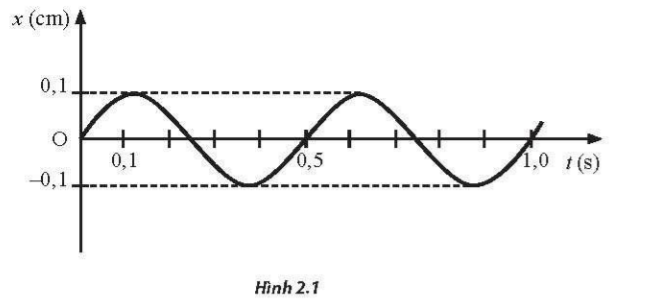 x (cm)
0,1
O
0,1
0,5
1,0
t (s)
–0,1
Hình 2.1